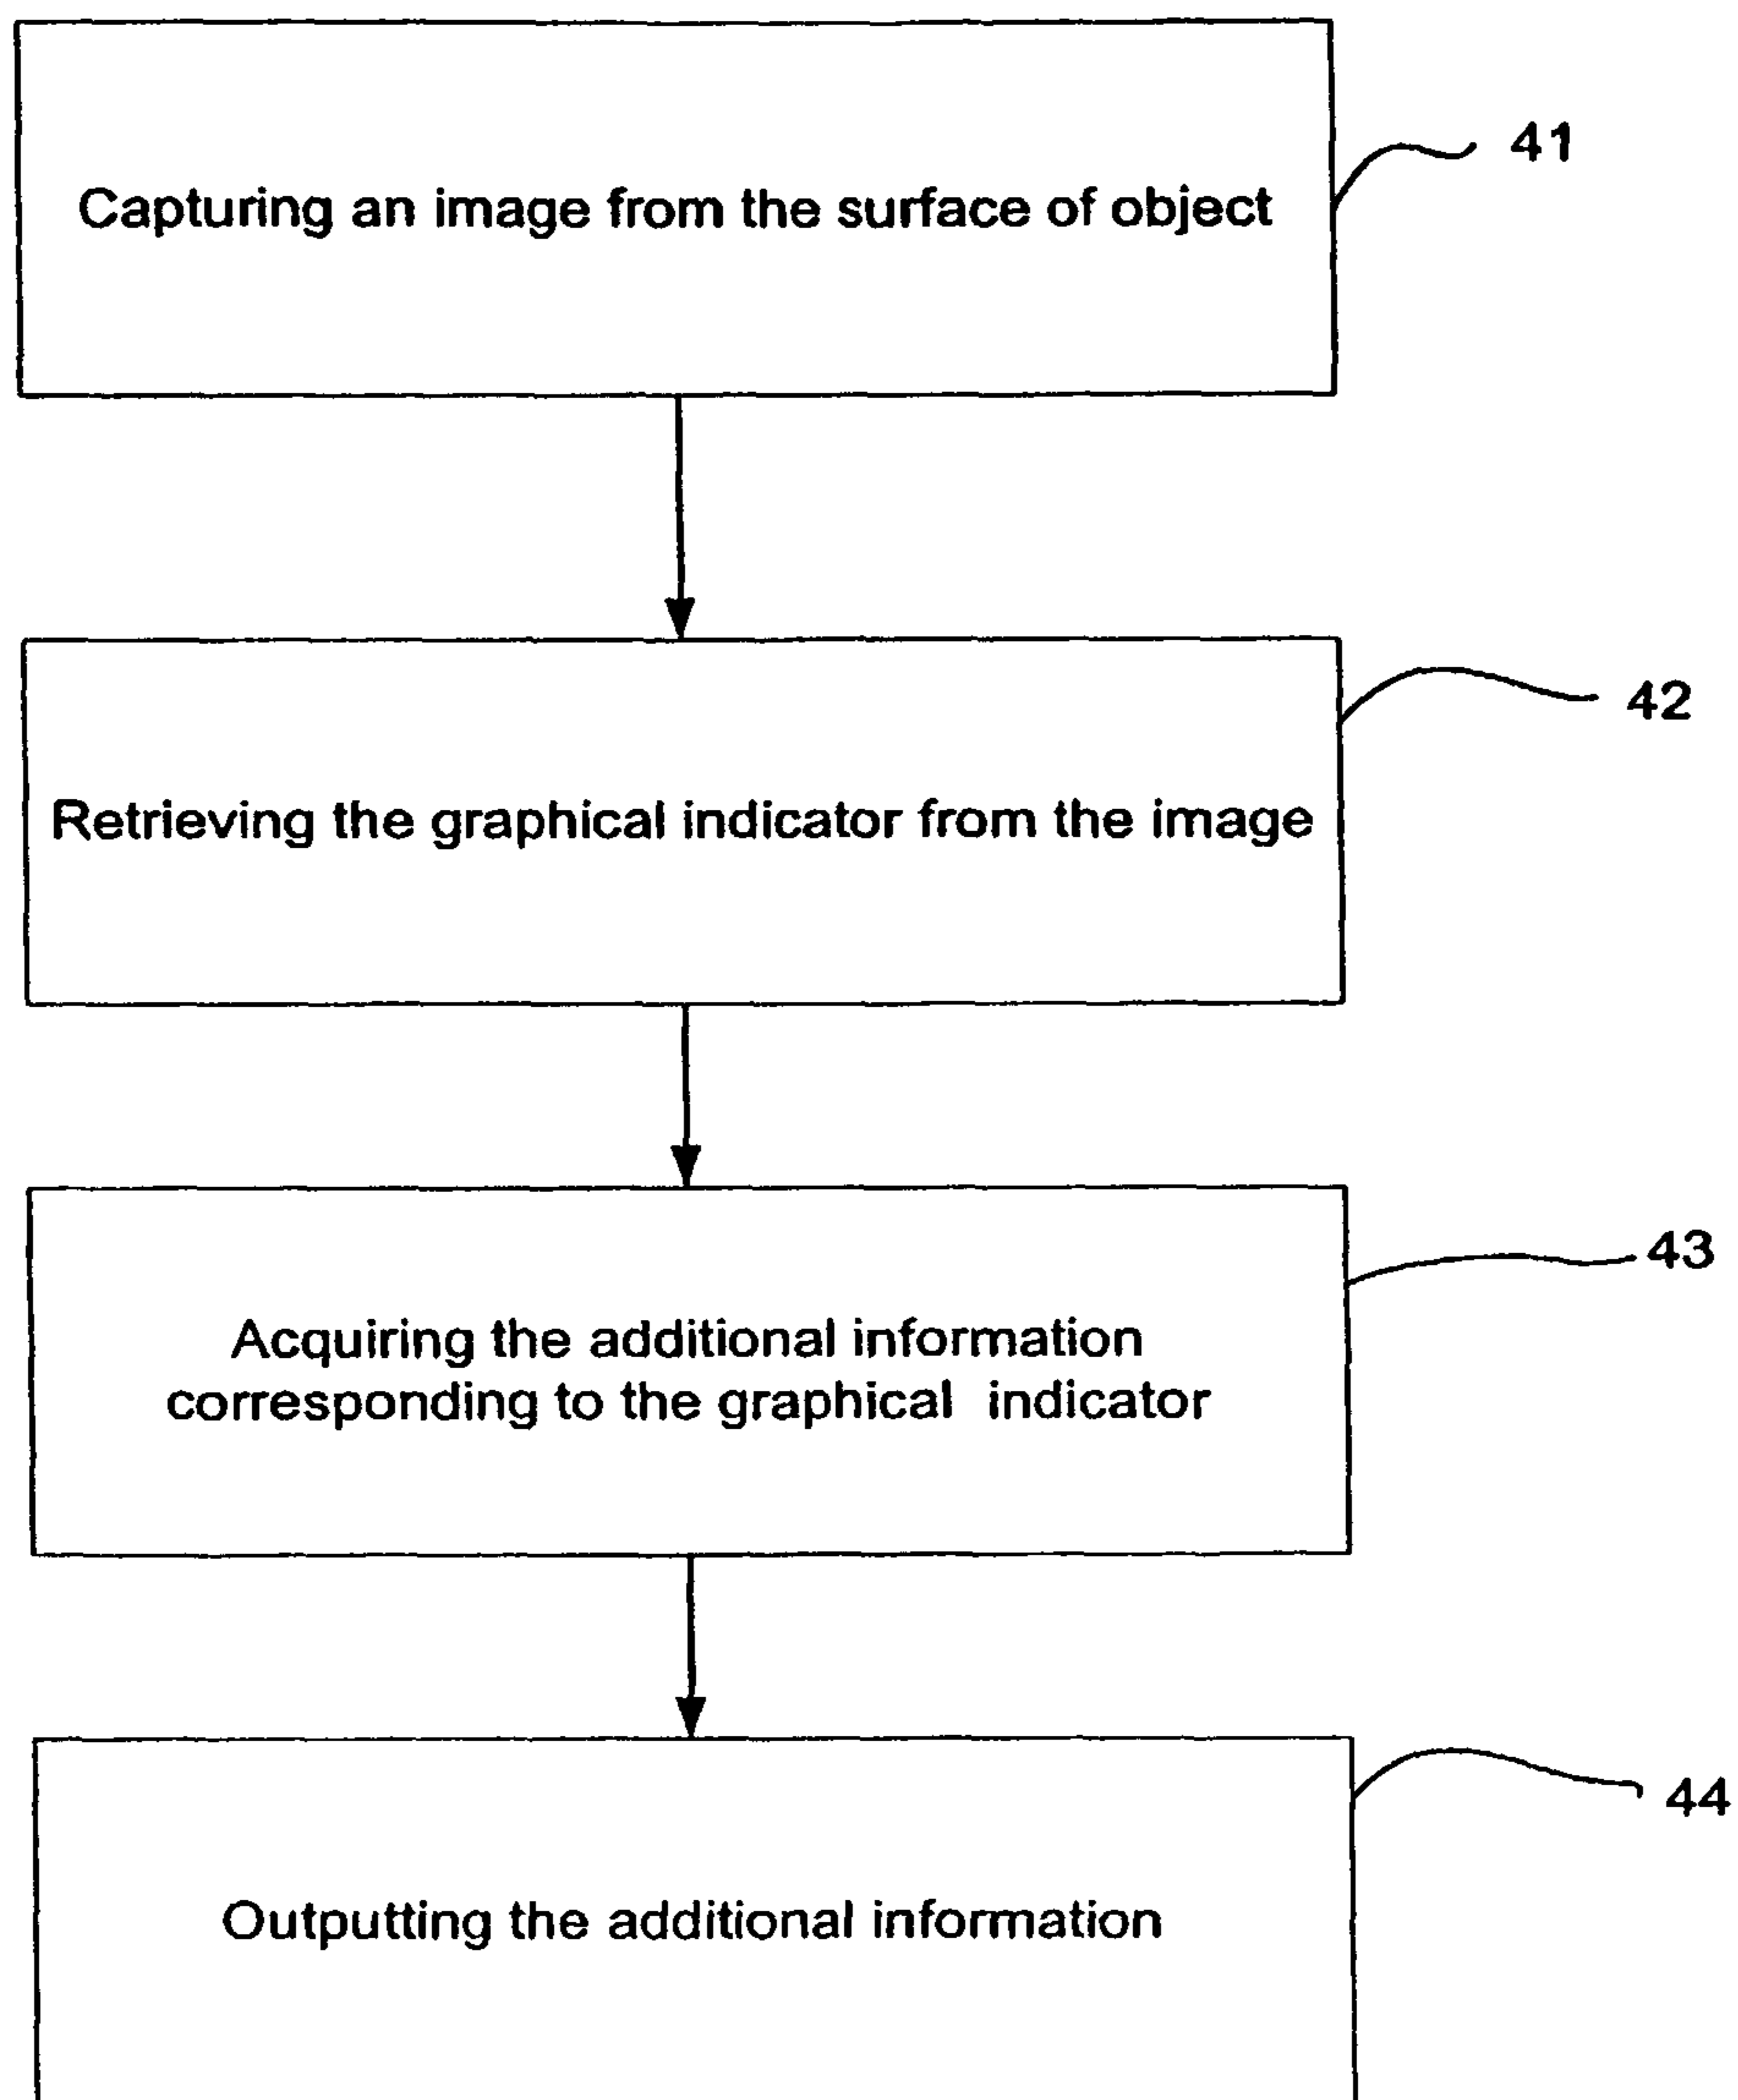 41
Capturing an image from the surface of object
42
Retrieving the graphical indicator from the image
43
Acquiring the additional information
corresponding to the graphical indicator
44
Outputting the additional information